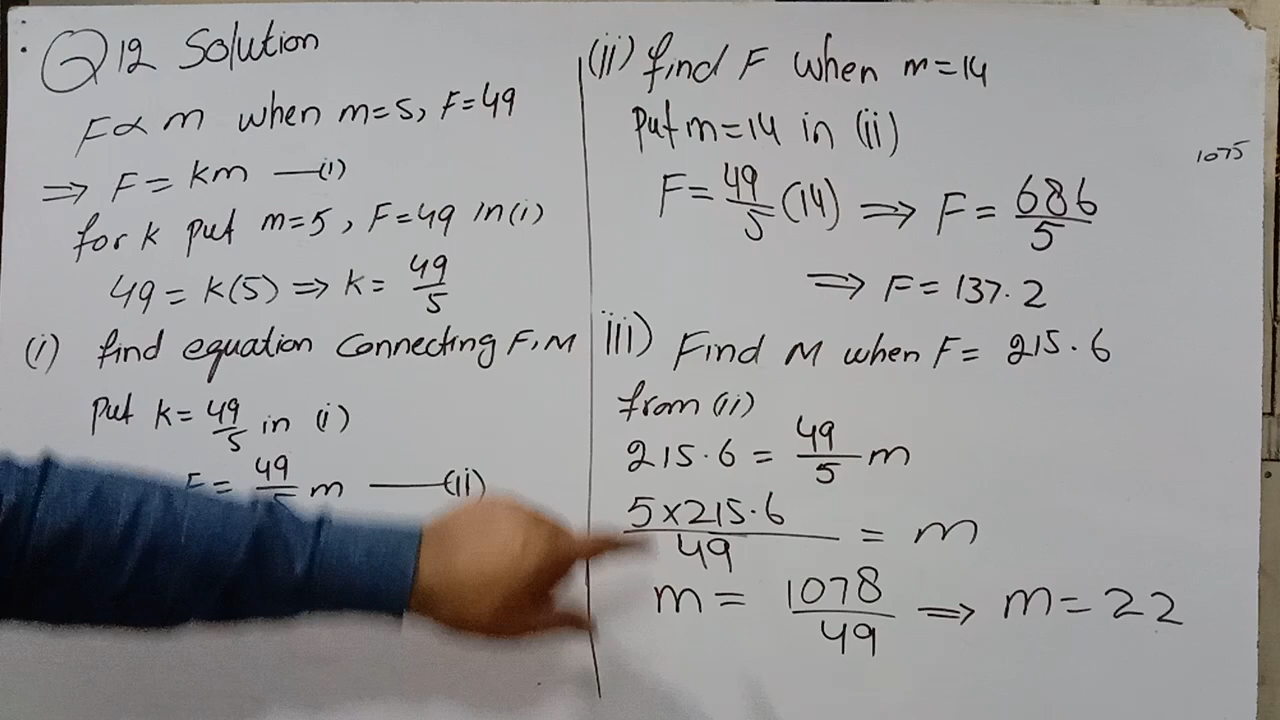 Q12 Solution
F∝m when m=5, F=49
⇒ F = km —(i)
for k put m=5, F=49 in(i)
49 = k(5) ⇒ k = 49/5
(i) find equation connecting F,M
Put k = 49/5 in (i)
F = 49/5 m —(ii)
(ii) find F when m=14
Put m=14 in (ii)
F = 49/5 (14) ⇒ F = 686/5
⇒ F = 137.2
iii) Find M when F = 215.6
from (ii)
215.6 = 49/5 m
5×215.6/49 = m
m = 1078/49 ⇒ m = 22
1075